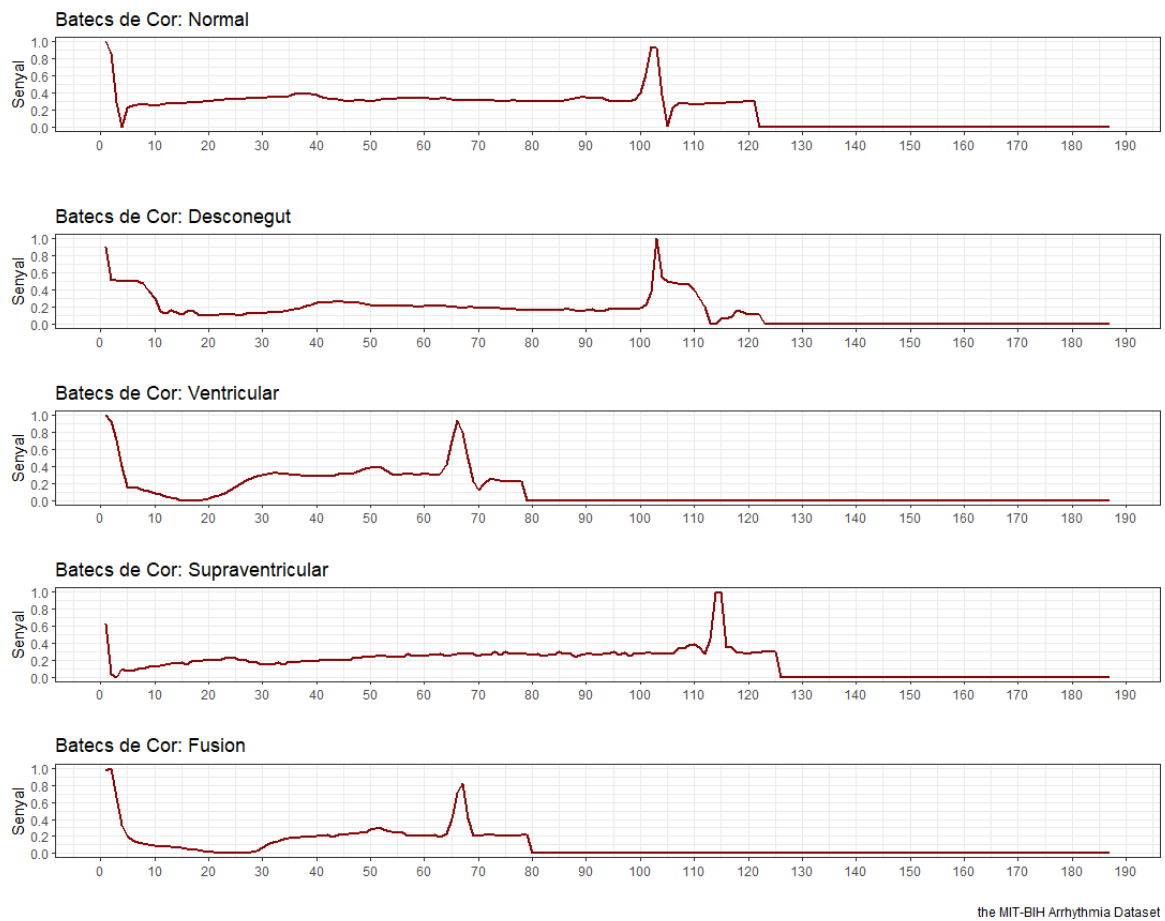 Batecs de Cor: Normal
Senyal
1.0
0.8
0.6
0.4
0.2
0.0
0 10 20 30 40 50 60 70 80 90 100 110 120 130 140 150 160 170 180 190
Batecs de Cor: Desconegut
Senyal
1.0
0.8
0.6
0.4
0.2
0.0
0 10 20 30 40 50 60 70 80 90 100 110 120 130 140 150 160 170 180 190
Batecs de Cor: Ventricular
Senyal
1.0
0.8
0.6
0.4
0.2
0.0
0 10 20 30 40 50 60 70 80 90 100 110 120 130 140 150 160 170 180 190
Batecs de Cor: Supraventricular
Senyal
1.0
0.8
0.6
0.4
0.2
0.0
0 10 20 30 40 50 60 70 80 90 100 110 120 130 140 150 160 170 180 190
Batecs de Cor: Fusion
Senyal
1.0
0.8
0.6
0.4
0.2
0.0
0 10 20 30 40 50 60 70 80 90 100 110 120 130 140 150 160 170 180 190
the MIT-BIH Arrhythmia Dataset